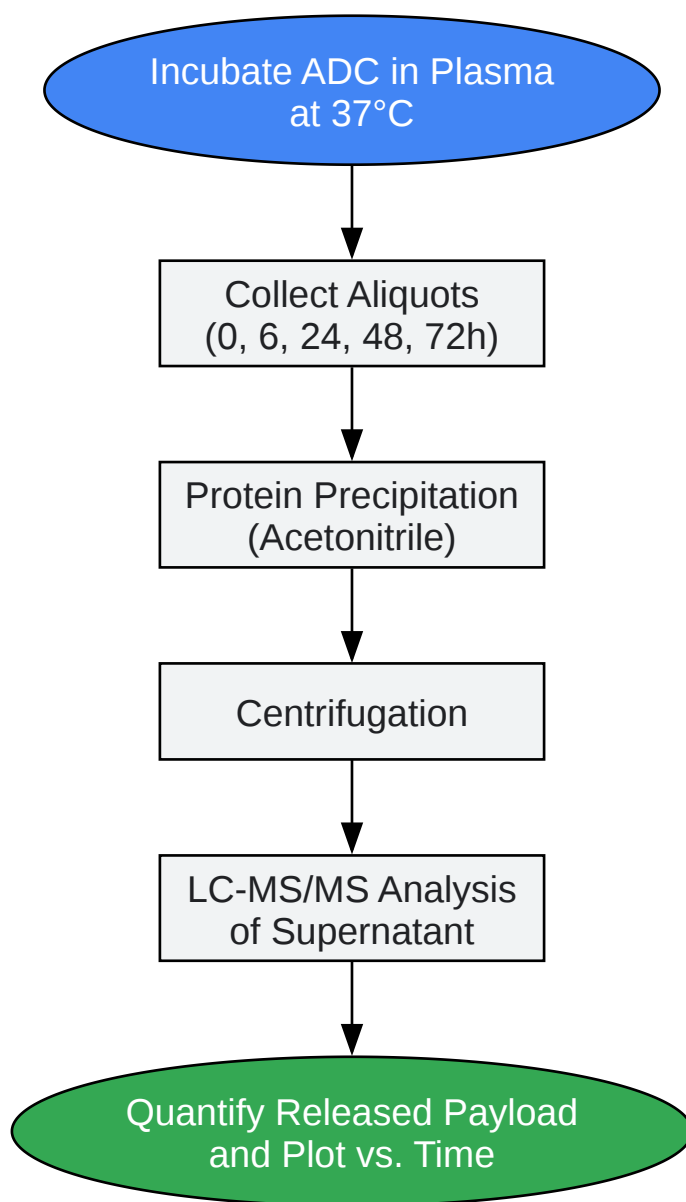 Incubate ADC in Plasma
at 37°C
Collect Aliquots
(0, 6, 24, 48, 72h)
Protein Precipitation
(Acetonitrile)
Centrifugation
LC-MS/MS Analysis
of Supernatant
Quantify Released Payload
and Plot vs. Time